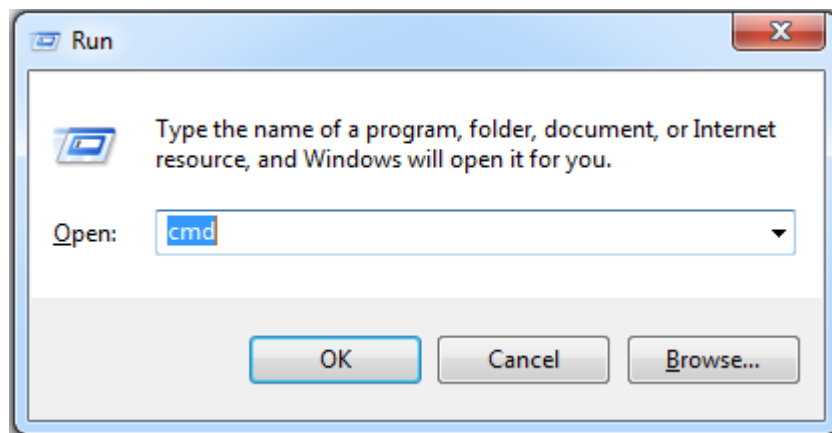 Run
Type the name of a program, folder, document, or Internet
resource, and Windows will open it for you.
Open: cmd
OK Cancel Browse...